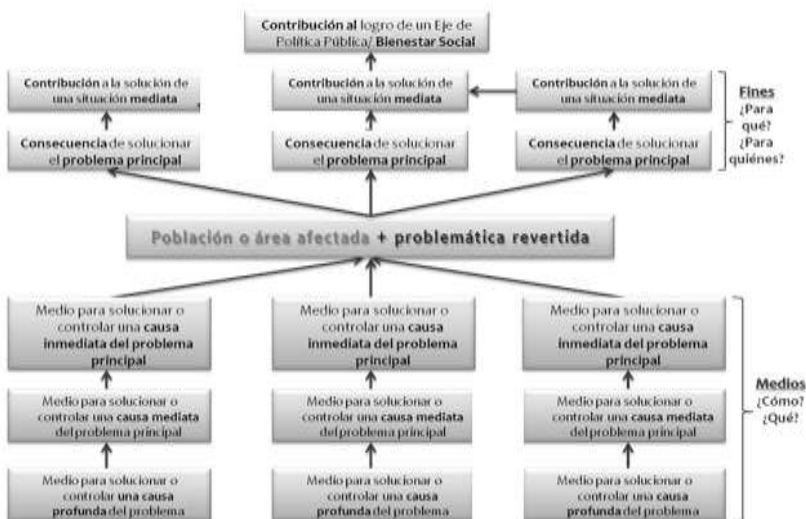 Contribución al logro de un Eje de
Política Pública/ Bienestar Social
Contribución a la solución de
una situación mediata
Contribución a la solución de
una situación mediata
Contribución a la solución de
una situación mediata
Fines
¿Para
qué?
¿Para
quiénes?
Consecuencia de solucionar
el problema principal
Consecuencia de solucionar
el problema principal
Consecuencia de solucionar
el problema principal
Población o área afectada + problemática revertida
Medio para solucionar o
controlar una causa
inmediata del problema
principal
Medio para solucionar o
controlar una causa
inmediata del problema
principal
Medio para solucionar o
controlar una causa
inmediata del problema
principal
Medio para solucionar o
controlar una causa mediata
del problema principal
Medio para solucionar o
controlar una causa mediata
del problema principal
Medio para solucionar o
controlar una causa mediata
del problema principal
Medios
¿Cómo?
¿Qué?
Medio para solucionar o
controlar una causa
profunda del problema
Medio para solucionar o
controlar una causa
profunda del problema
Medio para solucionar o
controlar una causa
profunda del problema